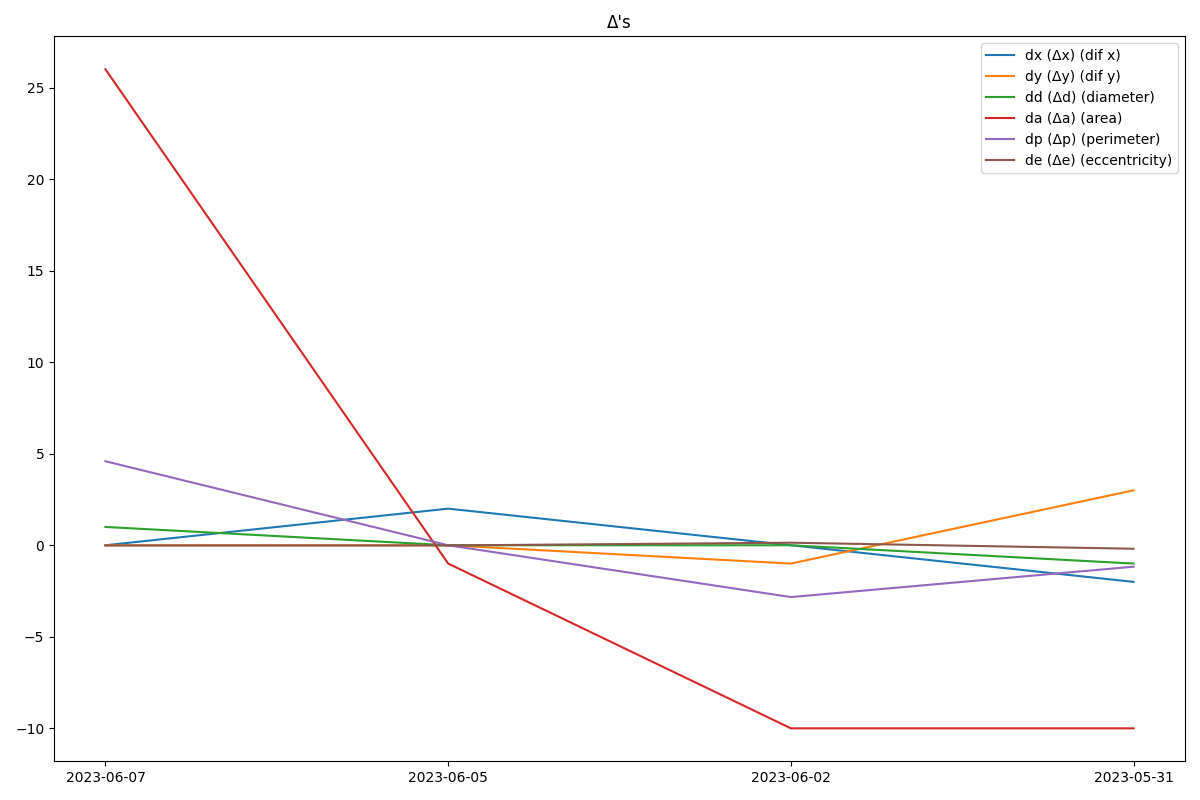 Δ's
dx (Δx) (dif x)
dy (Δy) (dif y)
dd (Δd) (diameter)
da (Δa) (area)
dp (Δp) (perimeter)
de (Δe) (eccentricity)
25
20
15
10
5
0
−5
−10
2023-06-07 2023-06-05 2023-06-02 2023-05-31